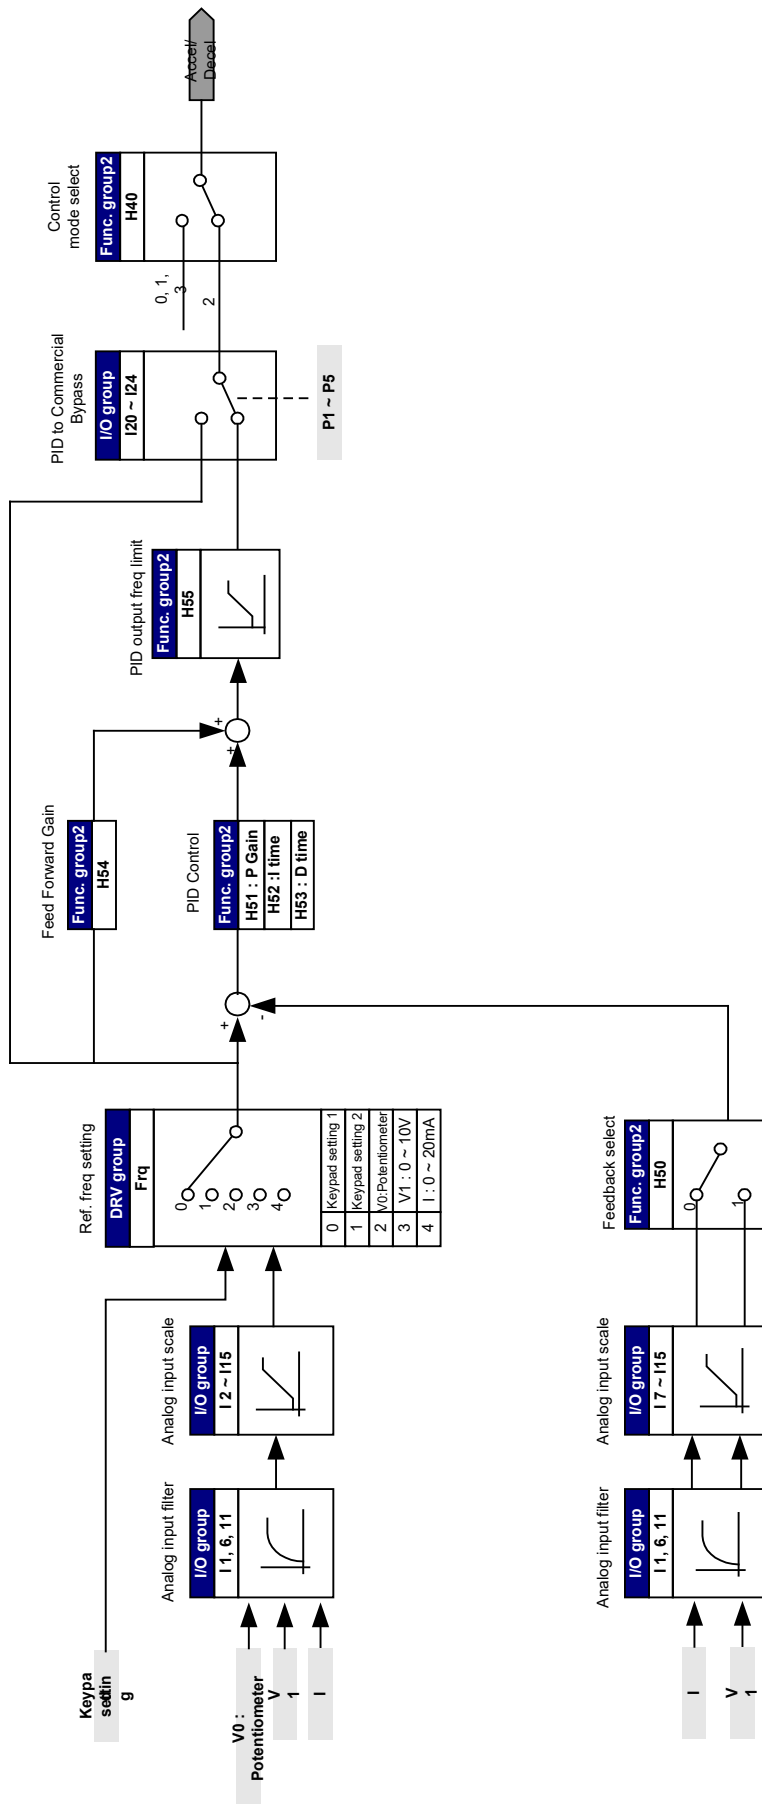 Keypa
settin
g
V0 :
Potentiometer
V
1
I
Analog input filter
I/O group
I 1, 6, 11
Analog input scale
I/O group
I 2 ~ I15
Ref. freq setting
DRV group
Frq
0
1
2
3
4
0 Keypad setting 1
1 Keypad setting 2
2 V0:Potentiometer
3 V1 : 0 ~ 10V
4 I : 0 ~ 20mA
I
V
1
Analog input filter
I/O group
I 1, 6, 11
Analog input scale
I/O group
I 7 ~ I15
Feedback select
Func. group2
H50
0
1
+
-
Feed Forward Gain
Func. group2
H54
PID Control
Func. group2
H51 : P Gain
H52 :I time
H53 : D time
+
+
PID output freq limit
Func. group2
H55
PID to Commercial
Bypass
I/O group
I20 ~ I24
P1 ~ P5
0, 1,
3
2
Control
mode select
Func. group2
H40
Accel/
Decel